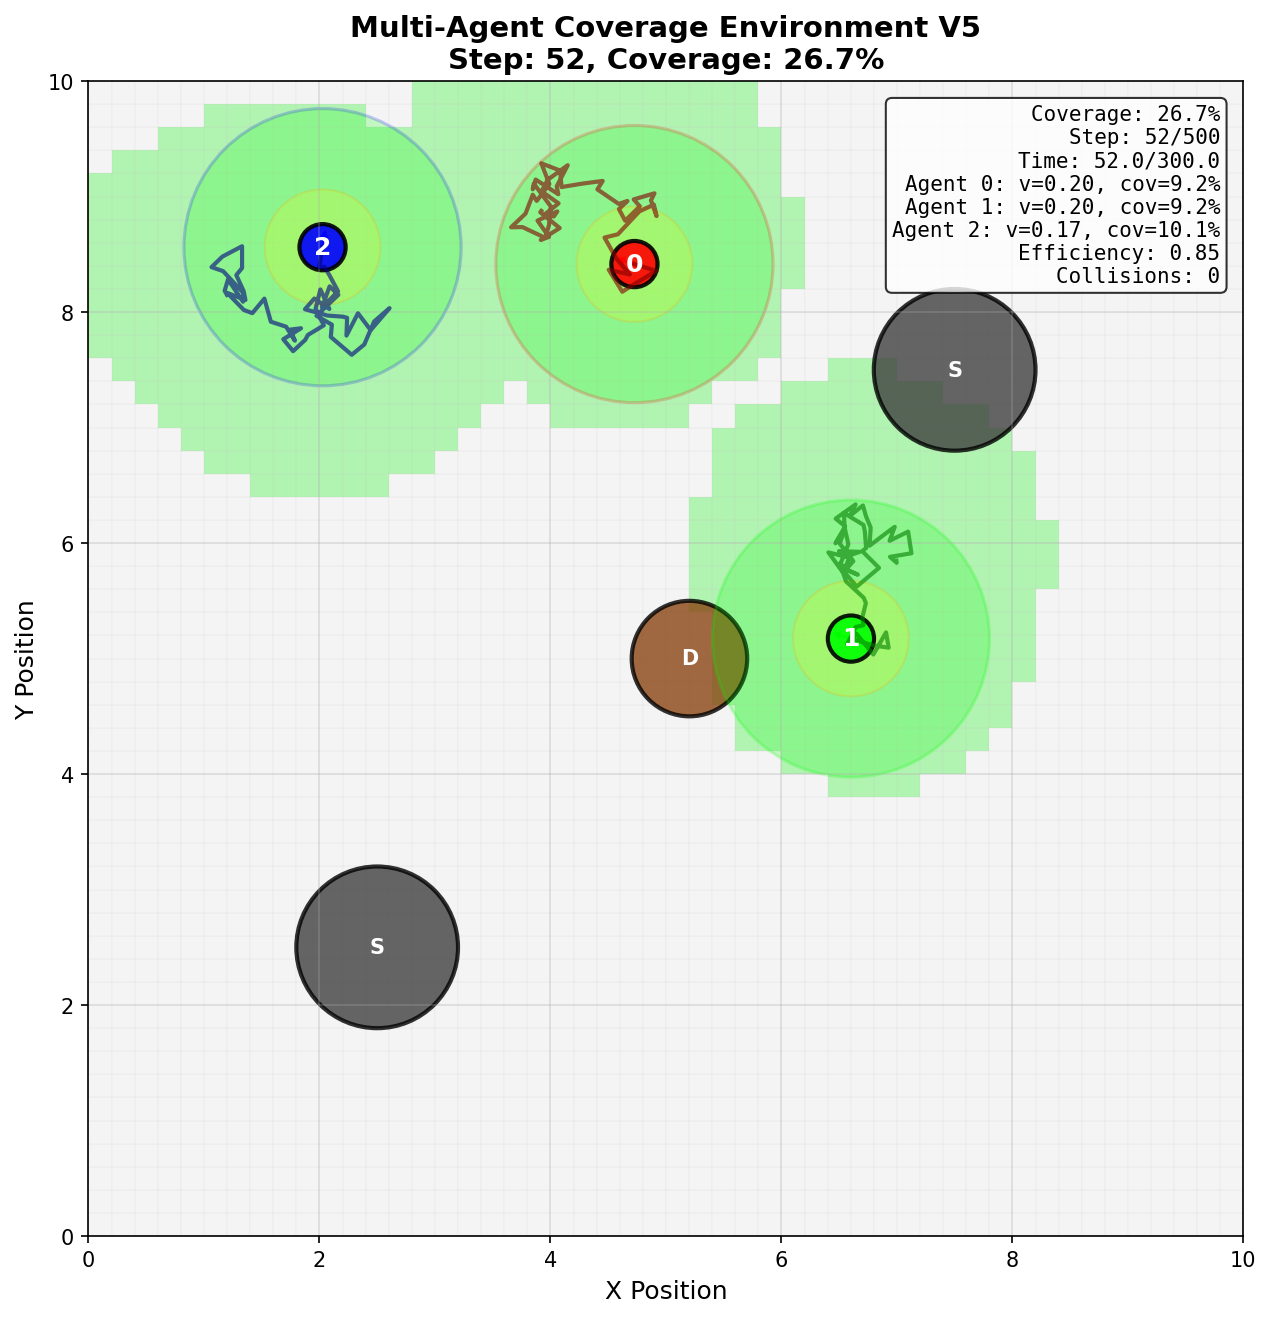 Multi-Agent Coverage Environment V5
Step: 52, Coverage: 26.7%
Coverage: 26.7%
Step: 52/500
Time: 52.0/300.0
Agent 0: v=0.20, cov=9.2%
Agent 1: v=0.20, cov=9.2%
Agent 2: v=0.17, cov=10.1%
Efficiency: 0.85
Collisions: 0
10
8
6
4
2
0
Y Position
2
0
S
1
D
S
0
2
4
6
8
10
X Position